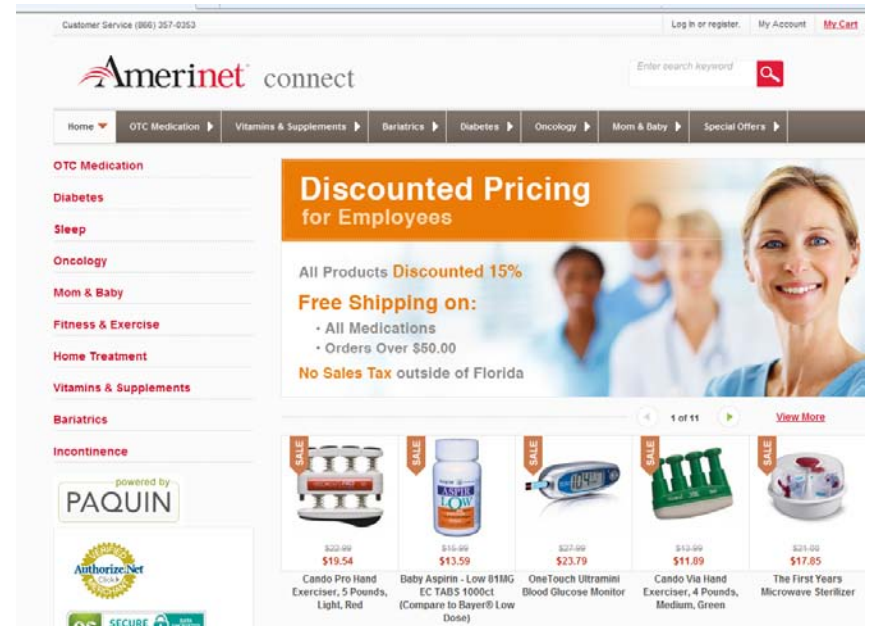 Customer Service (866) 357-0353
Log in or register.
My Account
My Cart
Amerinet connect
Enter search keyword
Home
OTC Medication
Vitamins & Supplements
Bariatrics
Diabetes
Oncology
Mom & Baby
Special Offers
OTC Medication
Diabetes
Sleep
Oncology
Mom & Baby
Fitness & Exercise
Home Treatment
Vitamins & Supplements
Bariatrics
Incontinence
powered by
PAQUIN
VERIFIED
Authorize.Net
Click
SECURE
Discounted Pricing
for Employees
All Products Discounted 15%
Free Shipping on:
· All Medications
· Orders Over $50.00
No Sales Tax outside of Florida
1 of 11
View More
SALE
SALE
SALE
SALE
SALE
ASPIR
LOW
$22.99
$19.54
Cando Pro Hand
Exerciser, 5 Pounds,
Light, Red
$15.99
$13.59
Baby Aspirin - Low 81MG
EC TABS 1000ct
(Compare to Bayer® Low
Dose)
$27.99
$23.79
OneTouch Ultramini
Blood Glucose Monitor
$13.99
$11.89
Cando Via Hand
Exerciser, 4 Pounds,
Medium, Green
$17.85
The First Years
Microwave Sterilizer